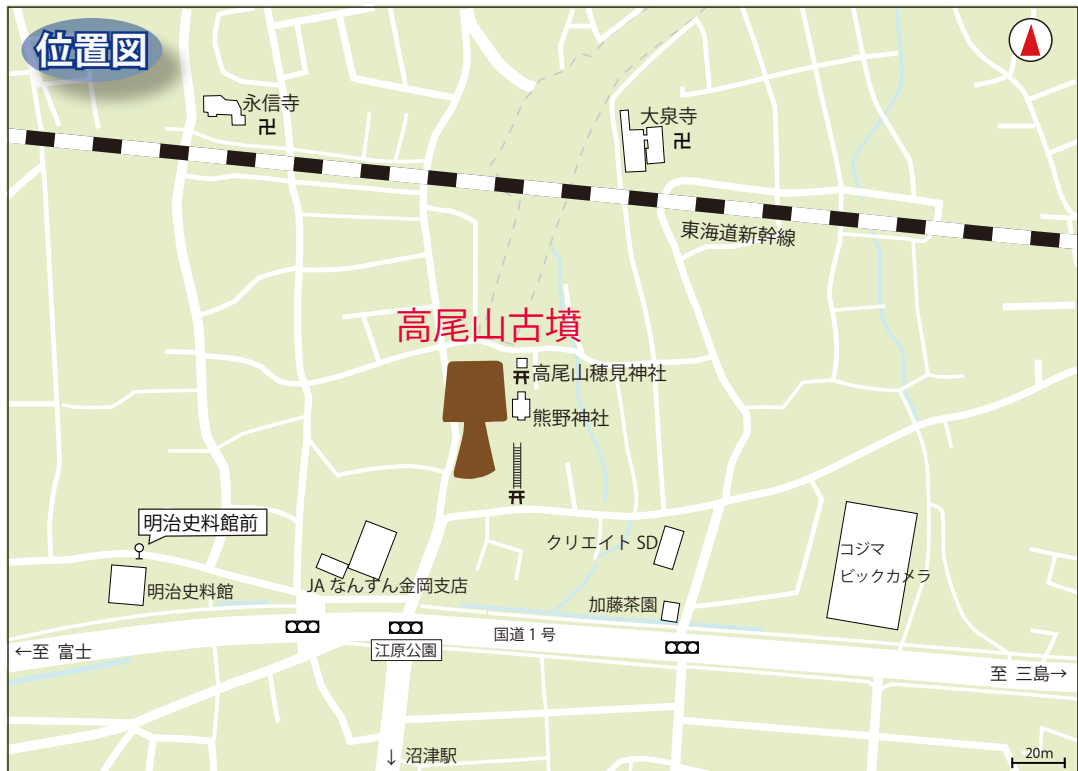 位置図
永信寺
大泉寺
東海道新幹線
高尾山古墳
高尾山穂見神社
熊野神社
明治史料館前
クリエイト SD
コジマ
ビックカメラ
JA なんすん金岡支店
明治史料館
加藤茶園
国道 1 号
江原公園
←至 富士
至 三島→
↓ 沼津駅
20m